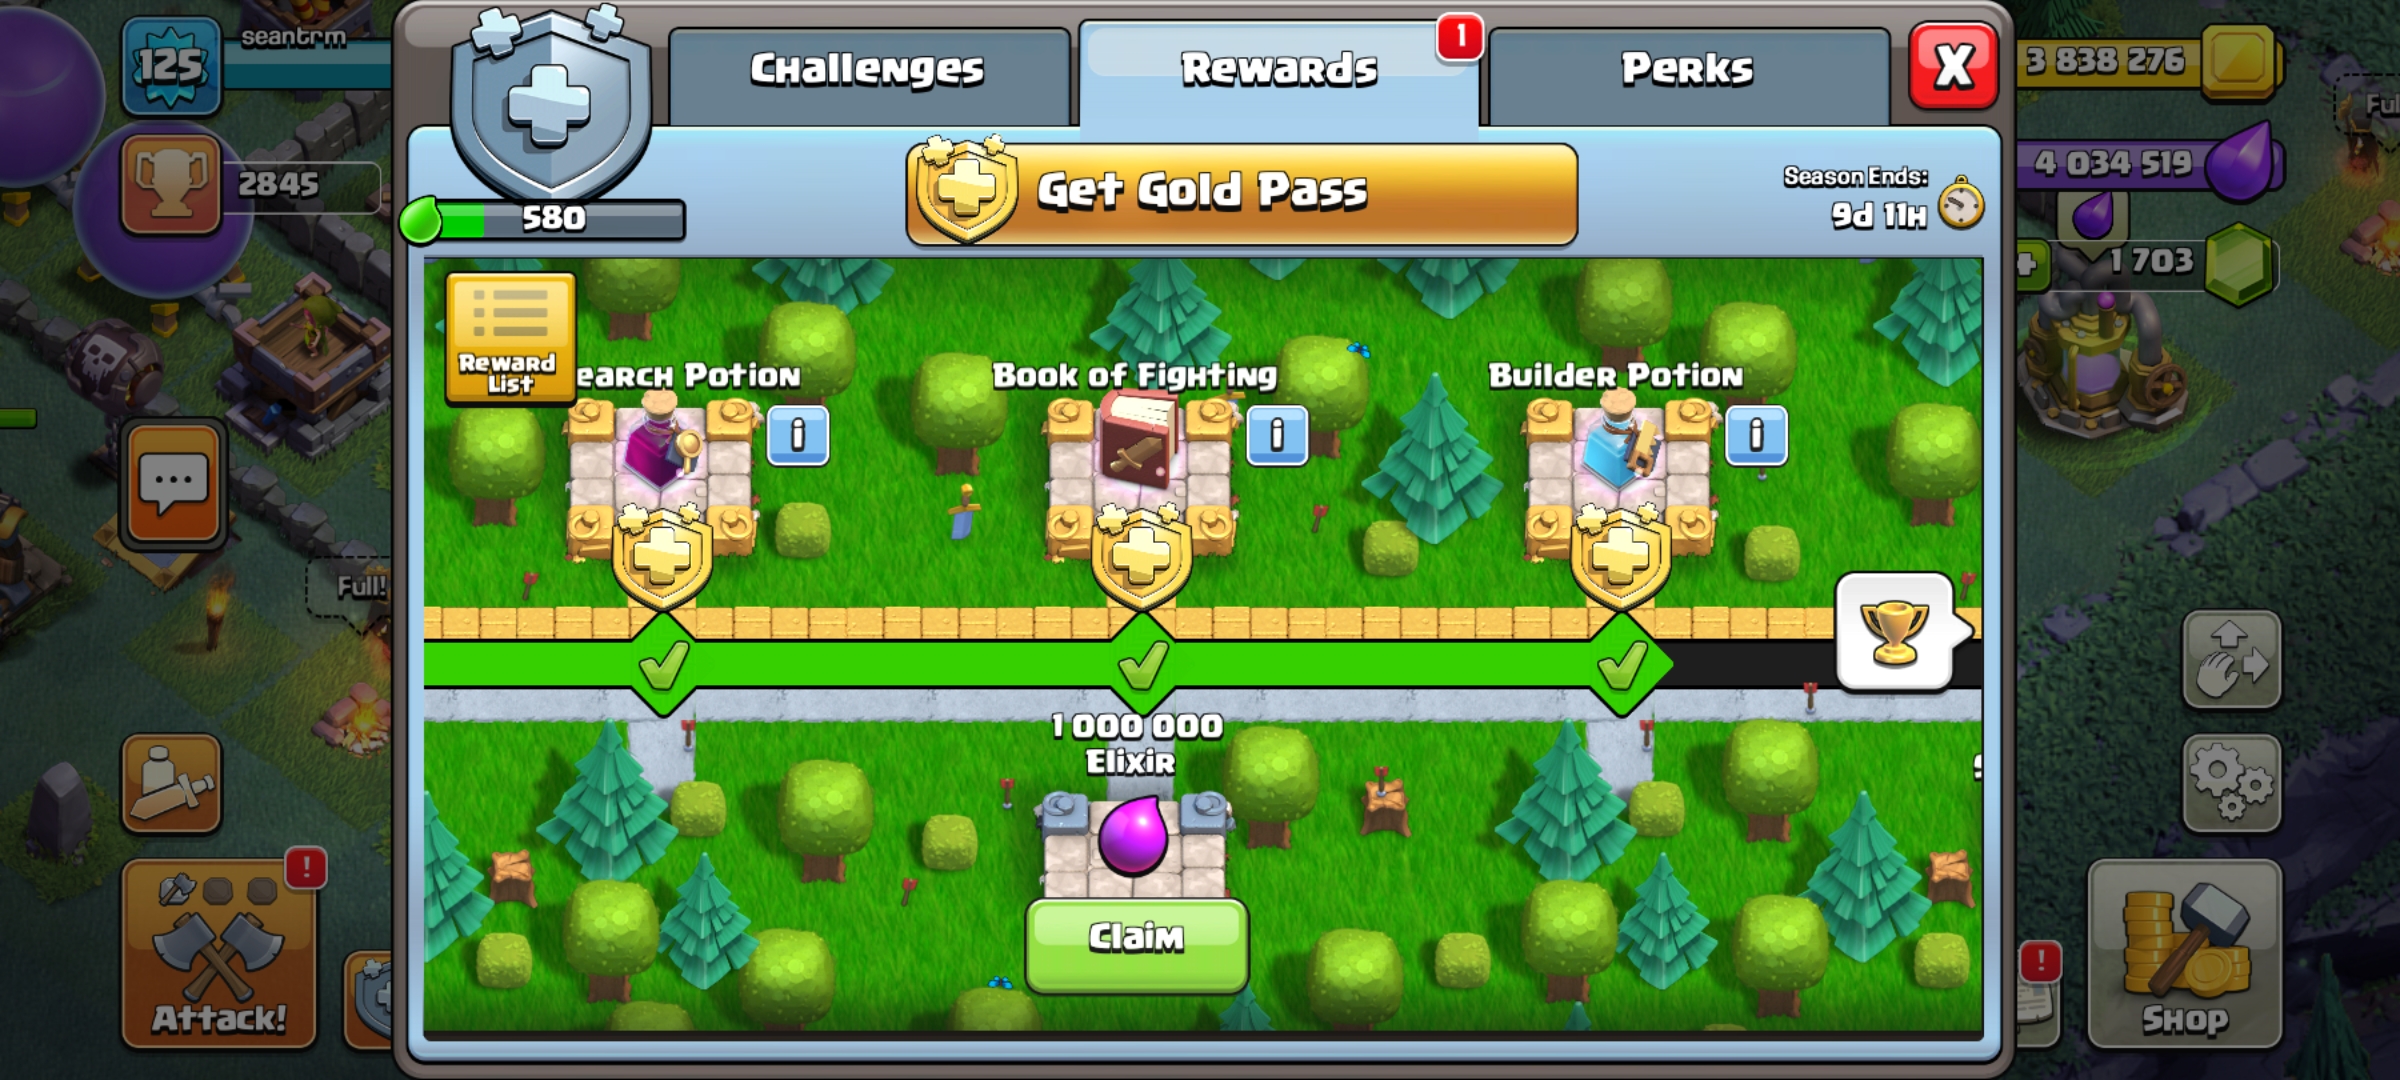 125
seantrm
2845
Challenges
Rewards
1
Perks
X
3 838 276
4 034 519
1 703
580
Get Gold Pass
Season Ends:
9d 11h
Reward
List
earch Potion
Book of Fighting
Builder Potion
i
i
i
Full!
Ful
1 000 000
Elixir
Claim
!
Attack!
!
Shop